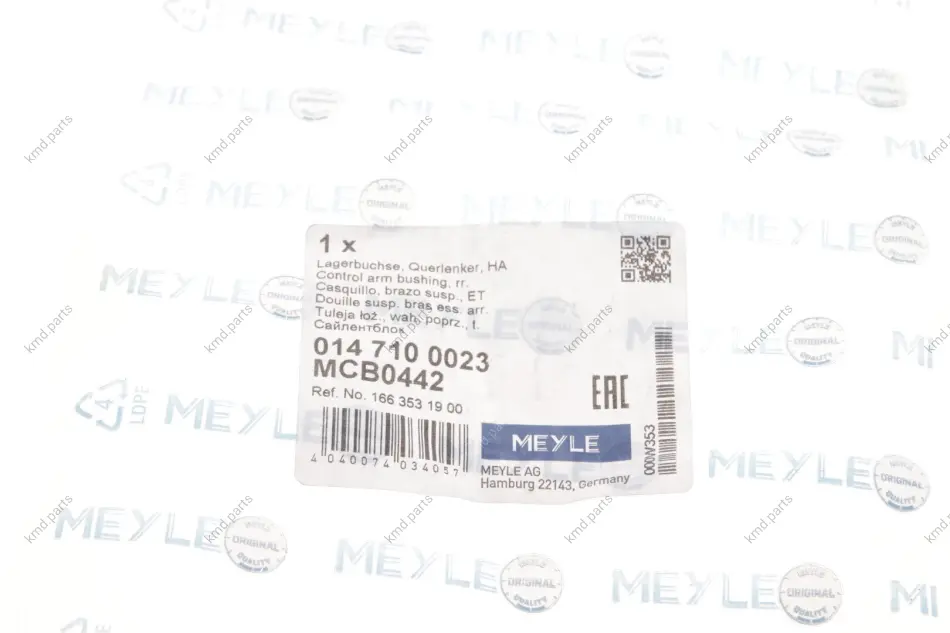 1 x
Lagerbuchse, Querlenker, HA
Control arm bushing, rr.
Casquillo, brazo susp., ET
Douille susp. bras ess. arr.
Tuleja łoż., wah. poprz., t.
Сайлентблок
014 710 0023
MCB0442
Ref. No. 166 353 19 00
4 040074 034057
EAC
MEYLE
MEYLE AG
Hamburg 22143, Germany
000W353
MEYLE
ORIGINAL
QUALITY
4
LDPE
kmd.parts